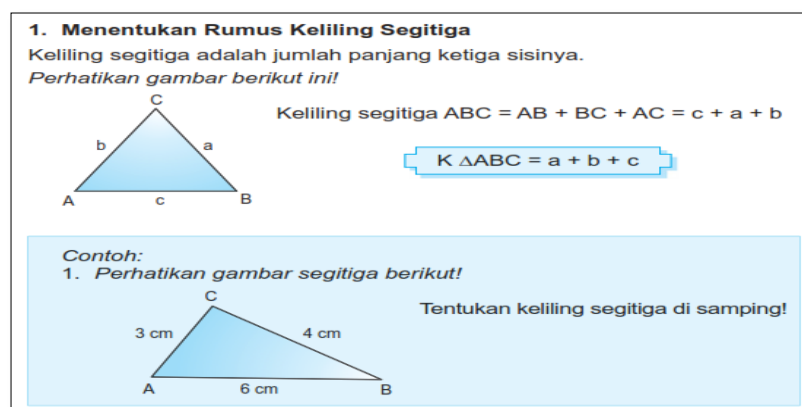 1. Menentukan Rumus Keliling Segitiga
Keliling segitiga adalah jumlah panjang ketiga sisinya.
Perhatikan gambar berikut ini!
C
Keliling segitiga ABC = AB + BC + AC = c + a + b
b a
K ∆ABC = a + b + c
A c B
Contoh:
1. Perhatikan gambar segitiga berikut!
C
Tentukan keliling segitiga di samping!
3 cm 4 cm
A 6 cm B